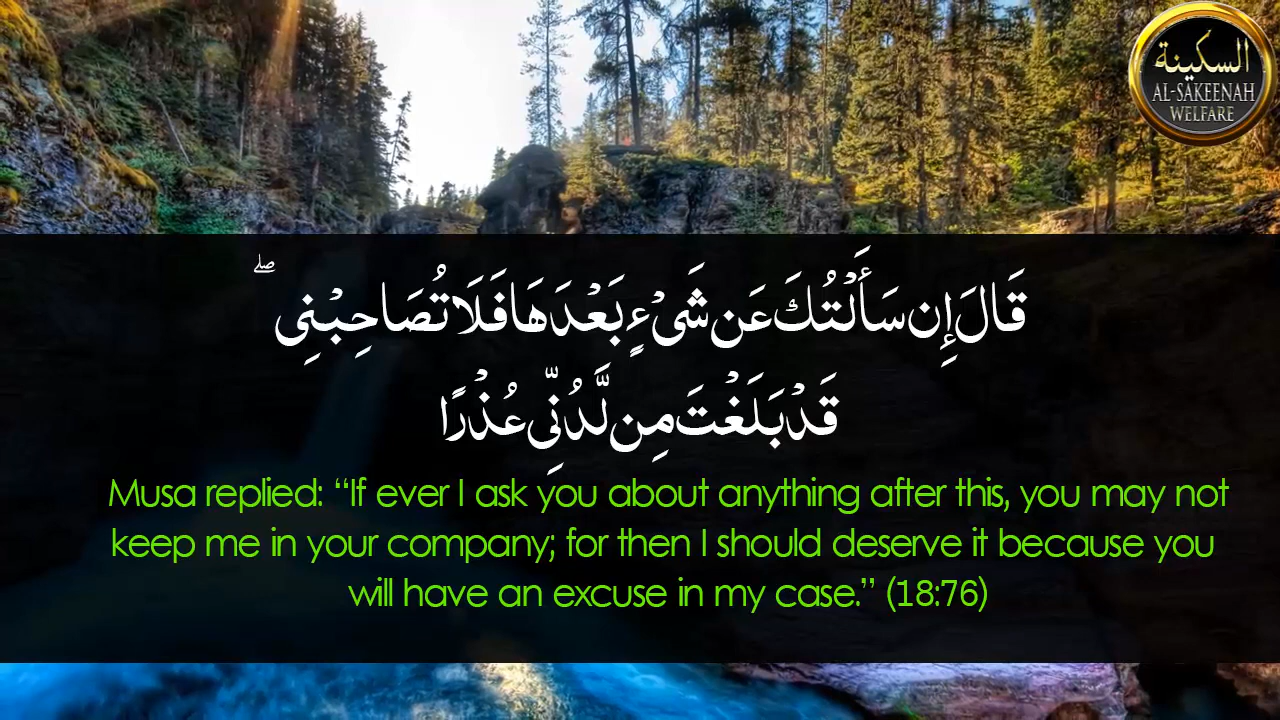 السكينة
AL-SAKEENAH
WELFARE
قَالَ إِن سَأَلْتُكَ عَن شَىْءٍۭ بَعْدَهَا فَلَا تُصَاحِبْنِى ۖ
قَدْ بَلَغْتَ مِن لَّدُنِّى عُذْرًا
Musa replied: “If ever I ask you about anything after this, you may not
keep me in your company; for then I should deserve it because you
will have an excuse in my case.” (18:76)